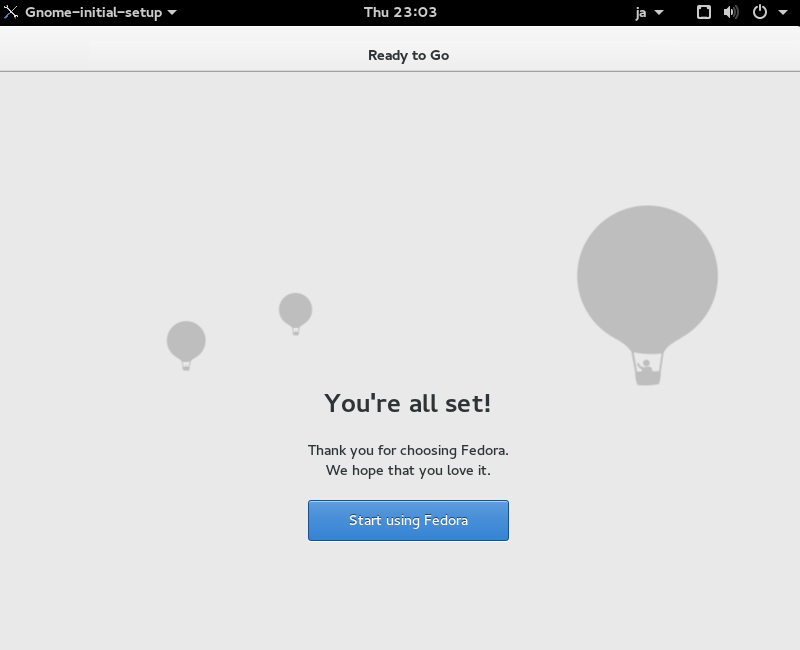 Gnome-initial-setup
Thu 23:03
ja
Ready to Go
You're all set!
Thank you for choosing Fedora.
We hope that you love it.
Start using Fedora